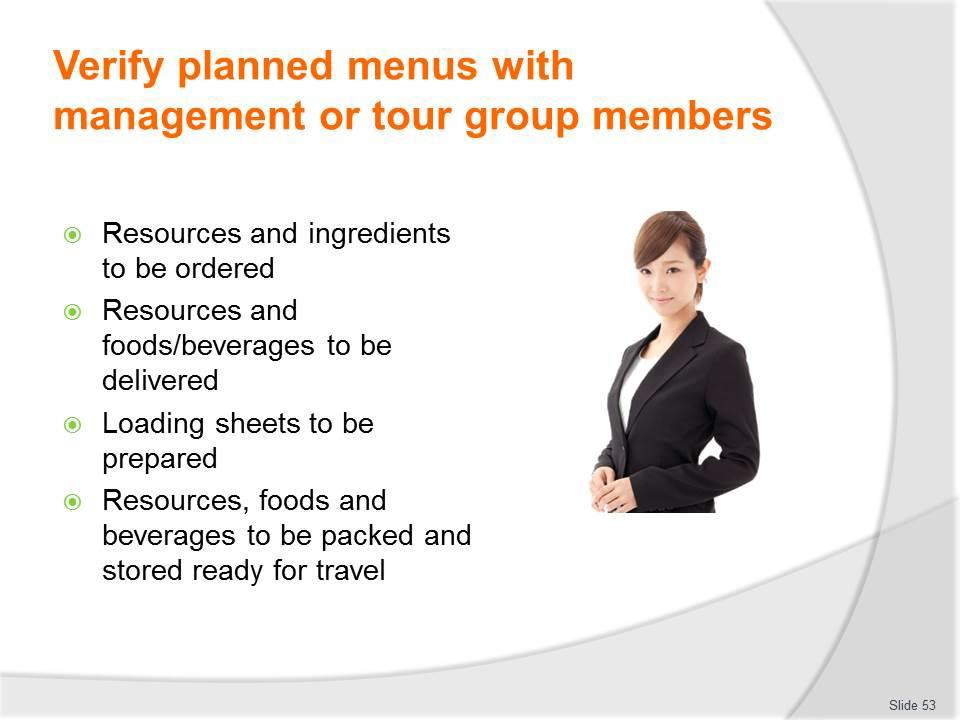 Verify planned menus with
management or tour group members
Resources and ingredients
to be ordered
Resources and
foods/beverages to be
delivered
Loading sheets to be
prepared
Resources, foods and
beverages to be packed and
stored ready for travel
Slide 53